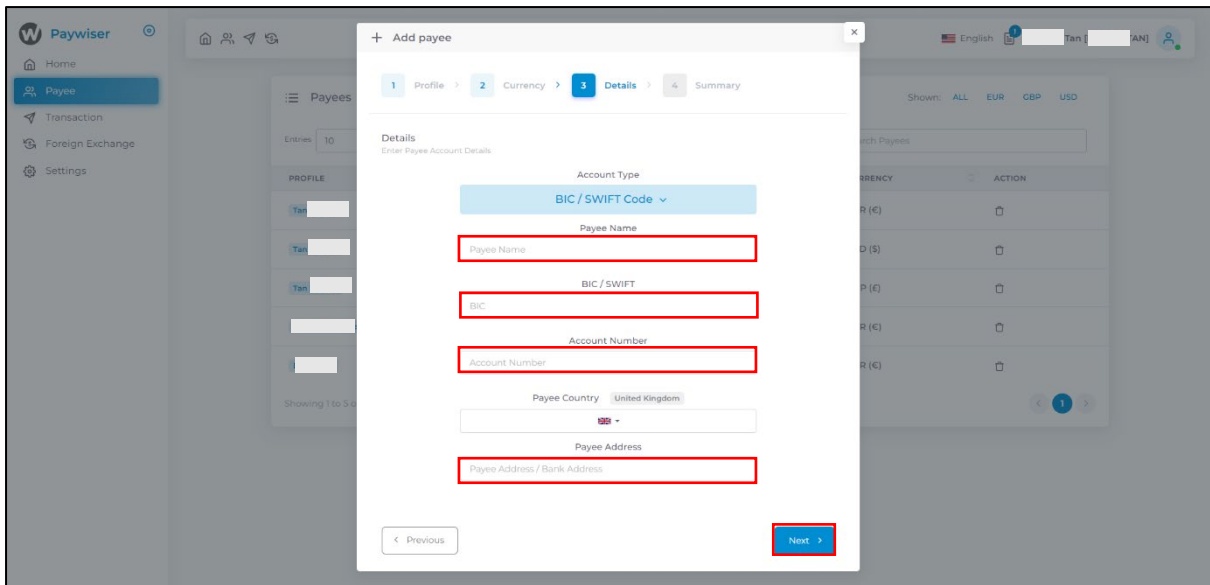 Paywiser
Home
Payee
Transaction
Foreign Exchange
Settings
English 1 Tan [ TAN]
+ Add payee ×
1 Profile > 2 Currency > 3 Details > 4 Summary
Payees
Shown: ALL EUR GBP USD
Entries 10
rch Payees
PROFILE
RRENCY ACTION
Tan
R (€)
Tan
D ($)
Tan
R (€)
R (€)
Showing 1 to 5 o
< 1 >
Details
Enter Payee Account Details
Account Type
BIC / SWIFT Code
Payee Name
Payee Name
BIC / SWIFT
BIC
Account Number
Account Number
Payee Country United Kingdom
Payee Address
Payee Address / Bank Address
< Previous
Next >